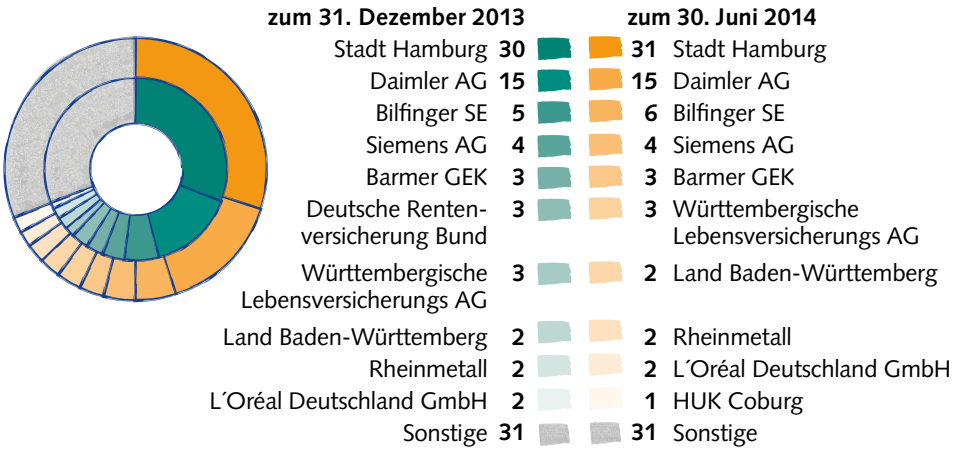 zum 31. Dezember 2013 zum 30. Juni 2014
Stadt Hamburg 30 31 Stadt Hamburg
Daimler AG 15 15 Daimler AG
Bilfinger SE 5 6 Bilfinger SE
Siemens AG 4 4 Siemens AG
Barmer GEK 3 3 Barmer GEK
Deutsche Renten- 3 3 Württembergische
versicherung Bund Lebensversicherungs AG
Württembergische 3 2 Land Baden-Württemberg
Lebensversicherungs AG
Land Baden-Württemberg 2 2 Rheinmetall
Rheinmetall 2 2 L´Oréal Deutschland GmbH
L´Oréal Deutschland GmbH 2 1 HUK Coburg
Sonstige 31 31 Sonstige